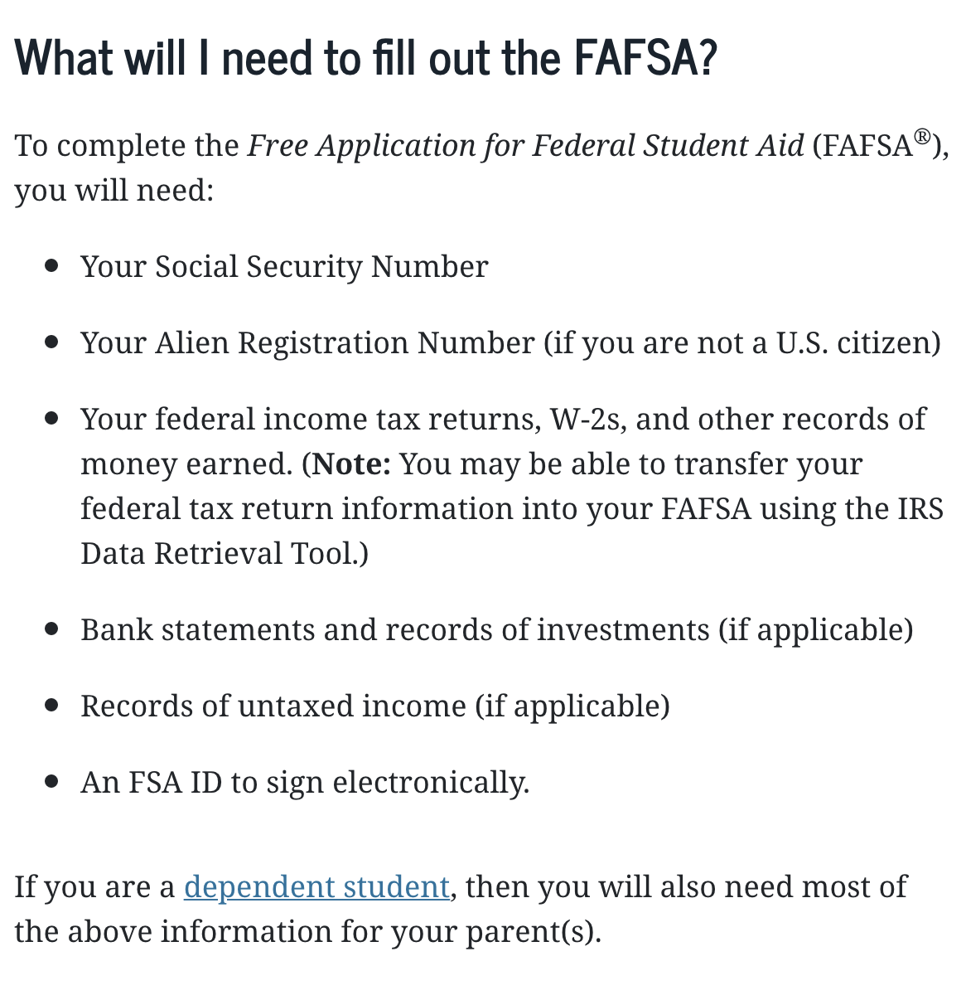 What will I need to fill out the FAFSA?
To complete the Free Application for Federal Student Aid (FAFSA®),
you will need:
• Your Social Security Number
• Your Alien Registration Number (if you are not a U.S. citizen)
• Your federal income tax returns, W-2s, and other records of
money earned. (Note: You may be able to transfer your
federal tax return information into your FAFSA using the IRS
Data Retrieval Tool.)
• Bank statements and records of investments (if applicable)
• Records of untaxed income (if applicable)
• An FSA ID to sign electronically.
If you are a dependent student, then you will also need most of
the above information for your parent(s).